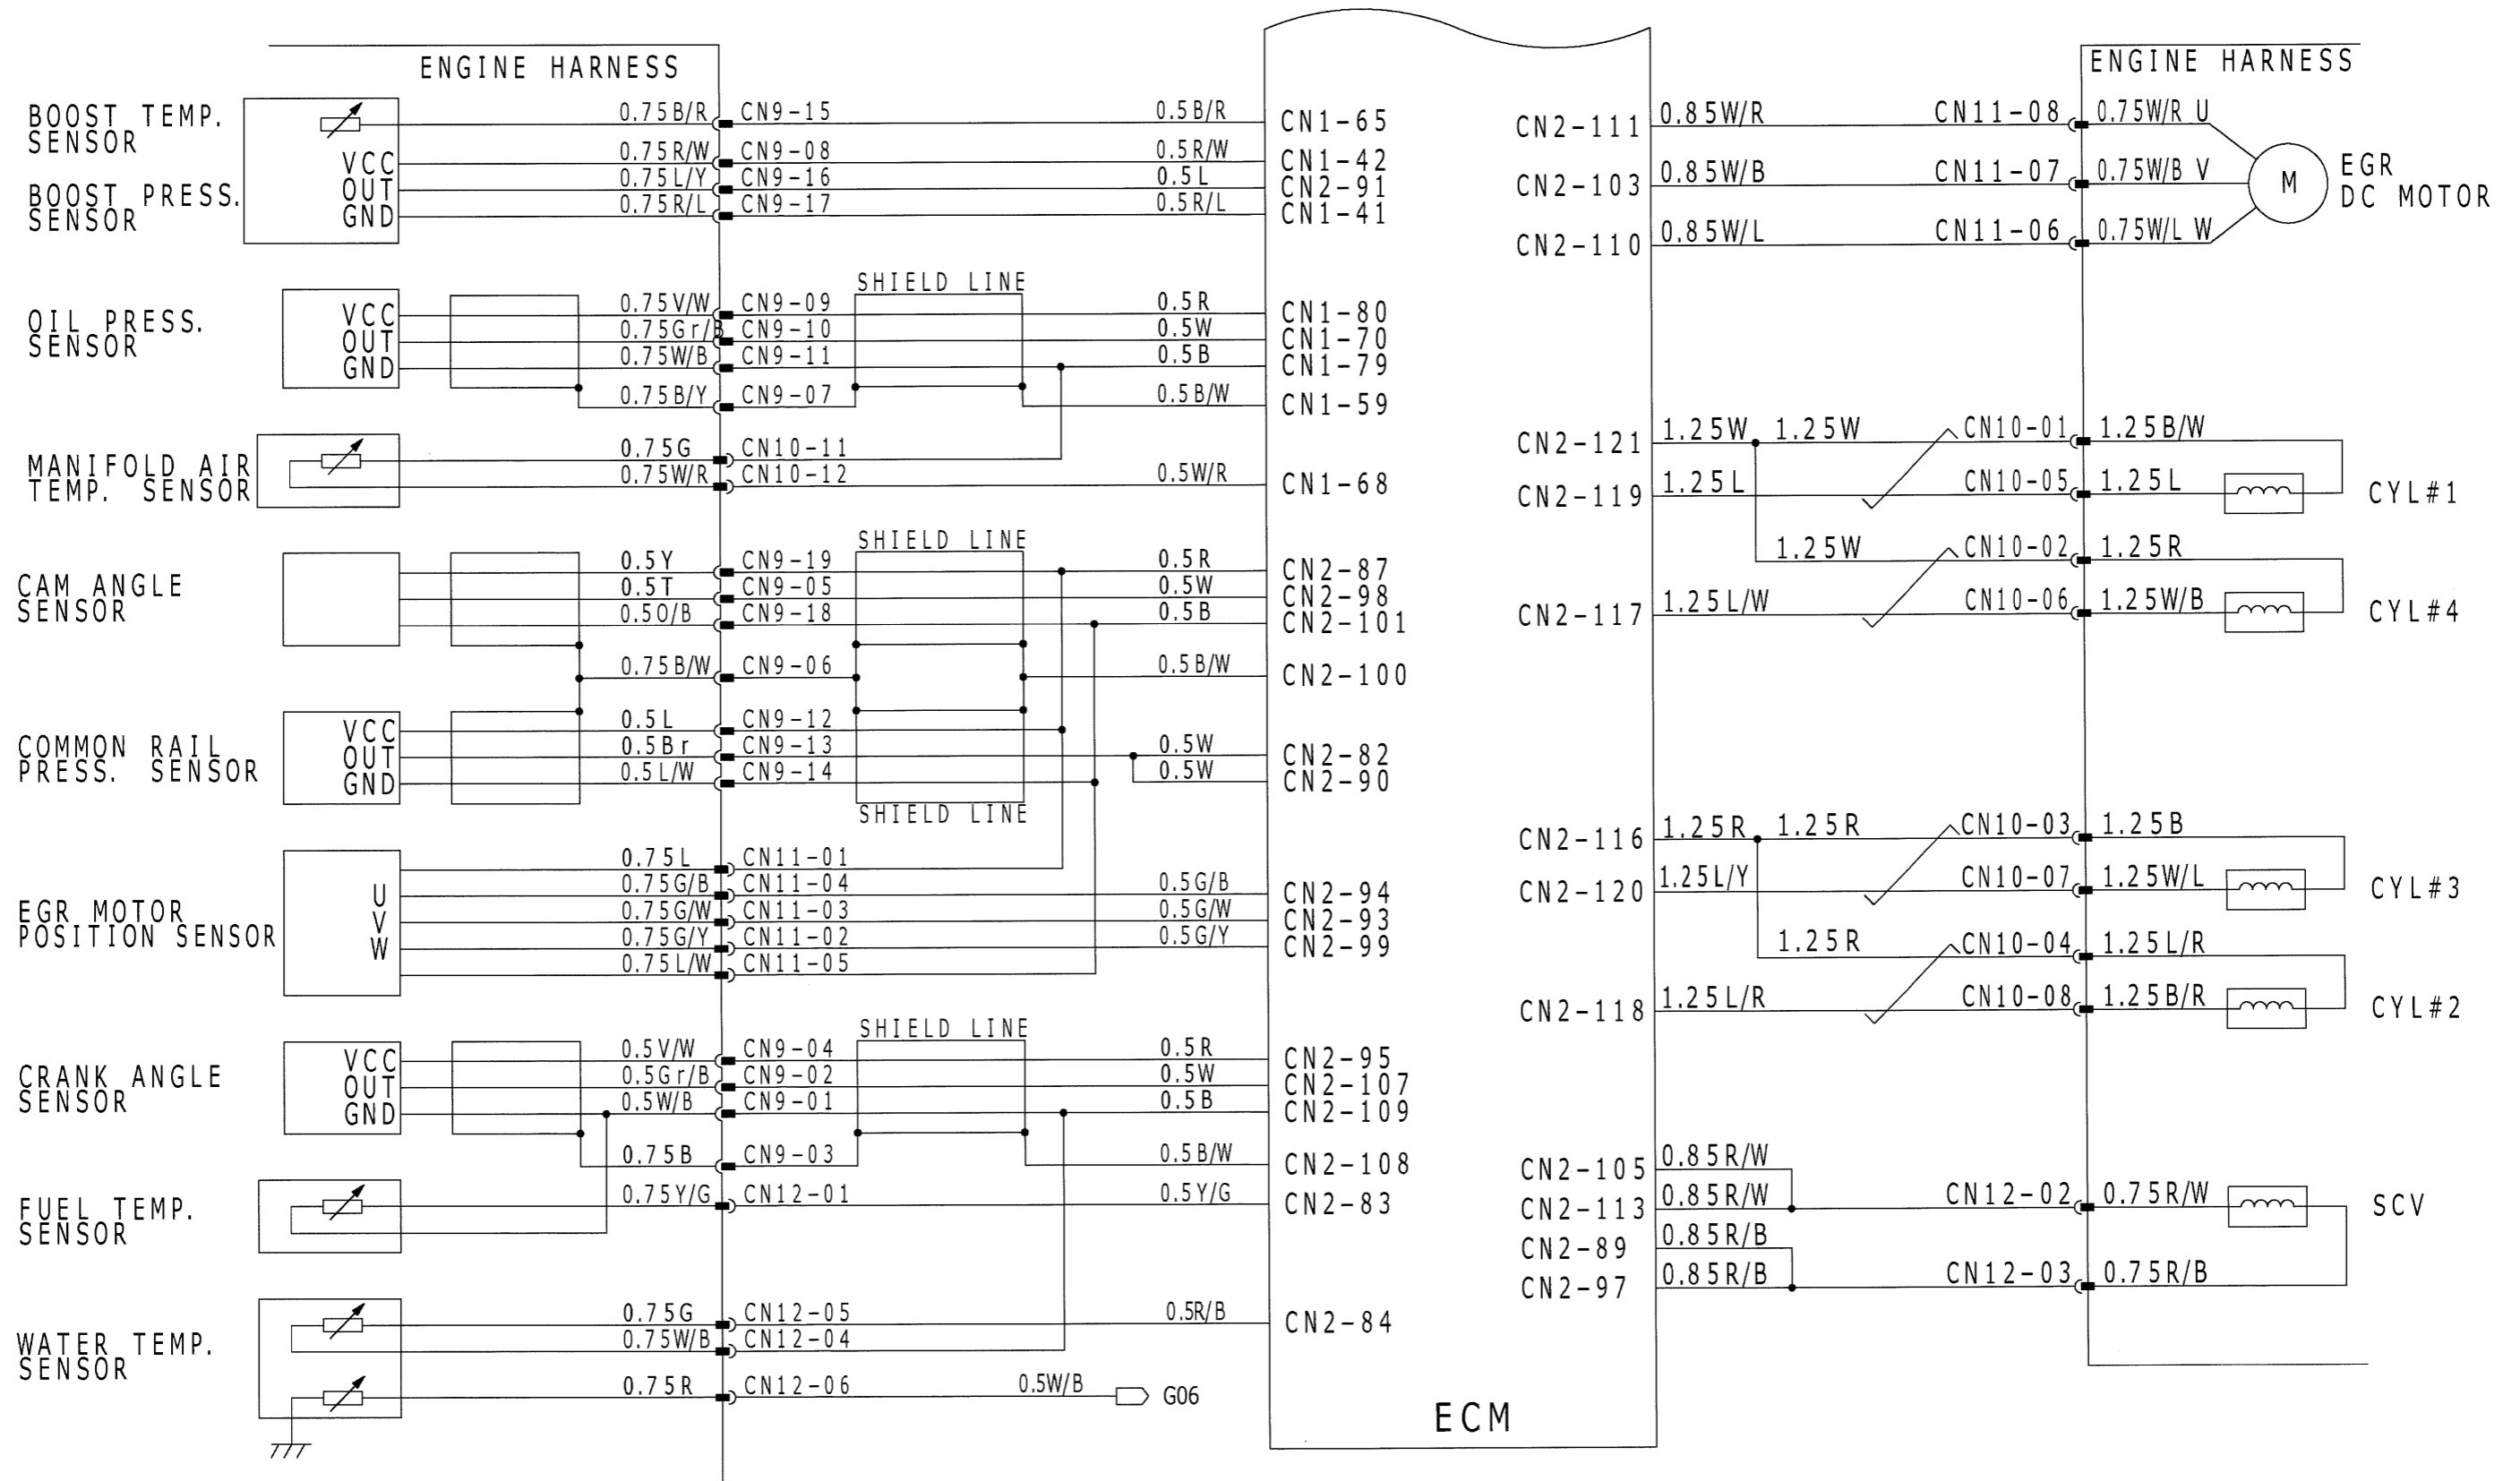 ENGINE HARNESS
BOOST TEMP.
SENSOR
0.75B/R CN9-15 0.5B/R CN1-65
VCC 0.75R/W CN9-08 0.5R/W CN1-42
BOOST PRESS.
SENSOR
OUT 0.75L/Y CN9-16 0.5L CN2-91
GND 0.75R/L CN9-17 0.5R/L CN1-41
SHIELD LINE
OIL PRESS.
SENSOR
VCC 0.75V/W CN9-09 0.5R CN1-80
OUT 0.75Gr/B CN9-10 0.5W CN1-70
GND 0.75W/B CN9-11 0.5B CN1-79
0.75B/Y CN9-07 0.5B/W CN1-59
MANIFOLD AIR
TEMP. SENSOR
0.75G CN10-11
0.75W/R CN10-12 0.5W/R CN1-68
SHIELD LINE
CAM ANGLE
SENSOR
0.5Y CN9-19 0.5R CN2-87
0.5T CN9-05 0.5W CN2-98
0.5O/B CN9-18 0.5B CN2-101
0.75B/W CN9-06 0.5B/W CN2-100
COMMON RAIL
PRESS. SENSOR
VCC 0.5L CN9-12
OUT 0.5Br CN9-13 0.5W CN2-82
GND 0.5L/W CN9-14 0.5W CN2-90
SHIELD LINE
EGR MOTOR
POSITION SENSOR
0.75L CN11-01
U 0.75G/B CN11-04 0.5G/B CN2-94
V 0.75G/W CN11-03 0.5G/W CN2-93
W 0.75G/Y CN11-02 0.5G/Y CN2-99
0.75L/W CN11-05
SHIELD LINE
CRANK ANGLE
SENSOR
VCC 0.5V/W CN9-04 0.5R CN2-95
OUT 0.5Gr/B CN9-02 0.5W CN2-107
GND 0.5W/B CN9-01 0.5B CN2-109
0.75B CN9-03 0.5B/W CN2-108
FUEL TEMP.
SENSOR
0.75Y/G CN12-01 0.5Y/G CN2-83
WATER TEMP.
SENSOR
0.75G CN12-05 0.5R/B CN2-84
0.75W/B CN12-04
0.75R CN12-06 0.5W/B G06
ECM
ENGINE HARNESS
CN2-111 0.85W/R CN11-08 0.75W/R U
CN2-103 0.85W/B CN11-07 0.75W/B V
CN2-110 0.85W/L CN11-06 0.75W/L W
M
EGR
DC MOTOR
CN2-121 1.25W 1.25W CN10-01 1.25B/W
CN2-119 1.25L CN10-05 1.25L CYL#1
1.25W CN10-02 1.25R
CN2-117 1.25L/W CN10-06 1.25W/B CYL#4
CN2-116 1.25R 1.25R CN10-03 1.25B
CN2-120 1.25L/Y CN10-07 1.25W/L CYL#3
1.25R CN10-04 1.25L/R
CN2-118 1.25L/R CN10-08 1.25B/R CYL#2
CN2-105 0.85R/W
CN2-113 0.85R/W CN12-02 0.75R/W SCV
CN2-89 0.85R/B
CN2-97 0.85R/B CN12-03 0.75R/B